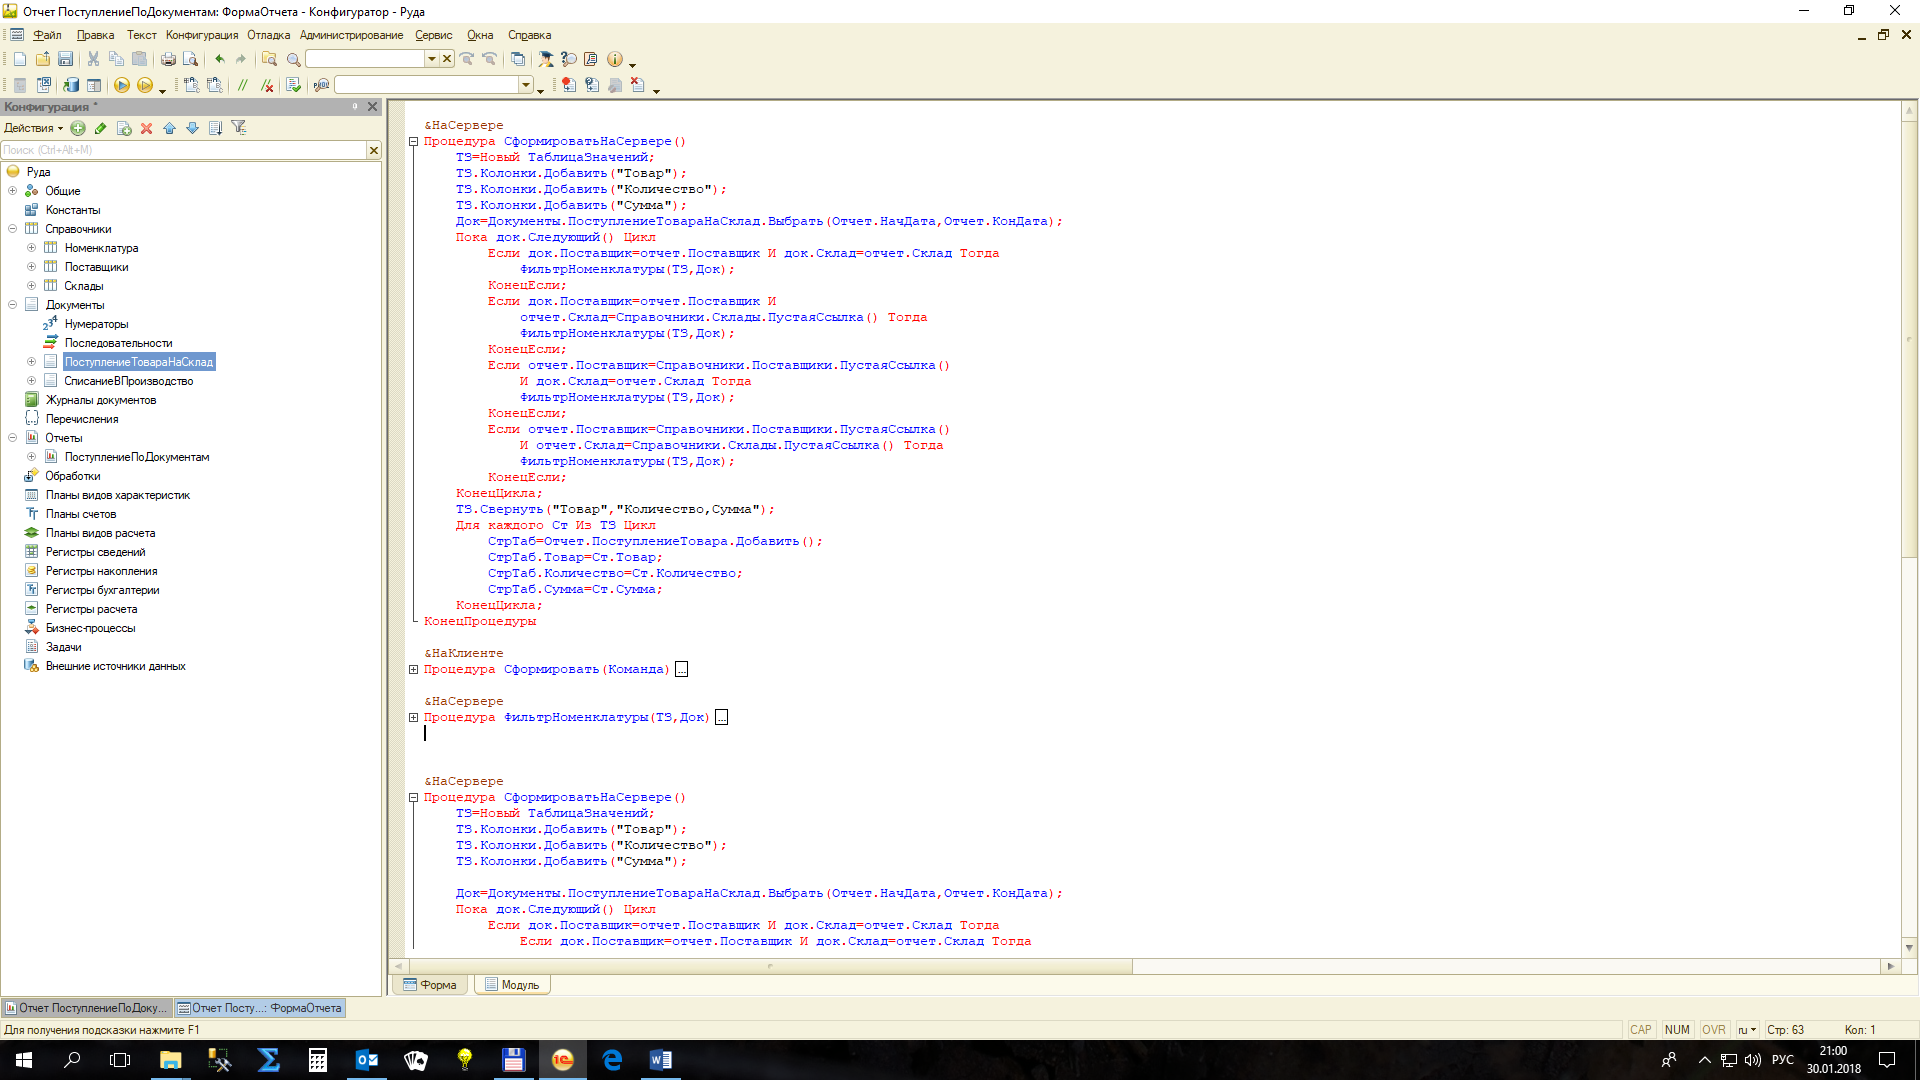 Отчет ПоступлениеПоДокументам: ФормаОтчета - Конфигуратор - Руда
Файл Правка Текст Конфигурация Отладка Администрирование Сервис Окна Справка
Конфигурация *
Действия
Поиск (Ctrl+Alt+M)
Руда
Общие
Константы
Справочники
Номенклатура
Поставщики
Склады
Документы
Нумераторы
Последовательности
ПоступлениеТовараНаСклад
СписаниеВПроизводство
Журналы документов
Перечисления
Отчеты
ПоступлениеПоДокументам
Обработки
Планы видов характеристик
Планы счетов
Планы видов расчета
Регистры сведений
Регистры накопления
Регистры бухгалтерии
Регистры расчета
Бизнес-процессы
Задачи
Внешние источники данных
&НаСервере
Процедура СформироватьНаСервере()
ТЗ=Новый ТаблицаЗначений;
ТЗ.Колонки.Добавить("Товар");
ТЗ.Колонки.Добавить("Количество");
ТЗ.Колонки.Добавить("Сумма");
Док=Документы.ПоступлениеТовараНаСклад.Выбрать(Отчет.НачДата,Отчет.КонДата);
Пока док.Следующий() Цикл
Если док.Поставщик=отчет.Поставщик И док.Склад=отчет.Склад Тогда
ФильтрНоменклатуры(ТЗ,Док);
КонецЕсли;
Если док.Поставщик=отчет.Поставщик И
отчет.Склад=Справочники.Склады.ПустаяСсылка() Тогда
ФильтрНоменклатуры(ТЗ,Док);
КонецЕсли;
Если отчет.Поставщик=Справочники.Поставщики.ПустаяСсылка()
И док.Склад=отчет.Склад Тогда
ФильтрНоменклатуры(ТЗ,Док);
КонецЕсли;
Если отчет.Поставщик=Справочники.Поставщики.ПустаяСсылка()
И отчет.Склад=Справочники.Склады.ПустаяСсылка() Тогда
ФильтрНоменклатуры(ТЗ,Док);
КонецЕсли;
КонецЦикла;
ТЗ.Свернуть("Товар","Количество,Сумма");
Для каждого Ст Из ТЗ Цикл
СтрТаб=Отчет.ПоступлениеТовара.Добавить();
СтрТаб.Товар=Ст.Товар;
СтрТаб.Количество=Ст.Количество;
СтрТаб.Сумма=Ст.Сумма;
КонецЦикла;
КонецПроцедуры
&НаКлиенте
Процедура Сформировать(Команда) ...
&НаСервере
Процедура ФильтрНоменклатуры(ТЗ,Док) ...
&НаСервере
Процедура СформироватьНаСервере()
ТЗ=Новый ТаблицаЗначений;
ТЗ.Колонки.Добавить("Товар");
ТЗ.Колонки.Добавить("Количество");
ТЗ.Колонки.Добавить("Сумма");
Док=Документы.ПоступлениеТовараНаСклад.Выбрать(Отчет.НачДата,Отчет.КонДата);
Пока док.Следующий() Цикл
Если док.Поставщик=отчет.Поставщик И док.Склад=отчет.Склад Тогда
Если док.Поставщик=отчет.Поставщик И док.Склад=отчет.Склад Тогда
Форма Модуль
Отчет ПоступлениеПоДоку... Отчет Посту...: ФормаОтчета
Для получения подсказки нажмите F1
CAP NUM OVR ru Стр: 63 Кол: 1
РУС
21:00
30.01.2018